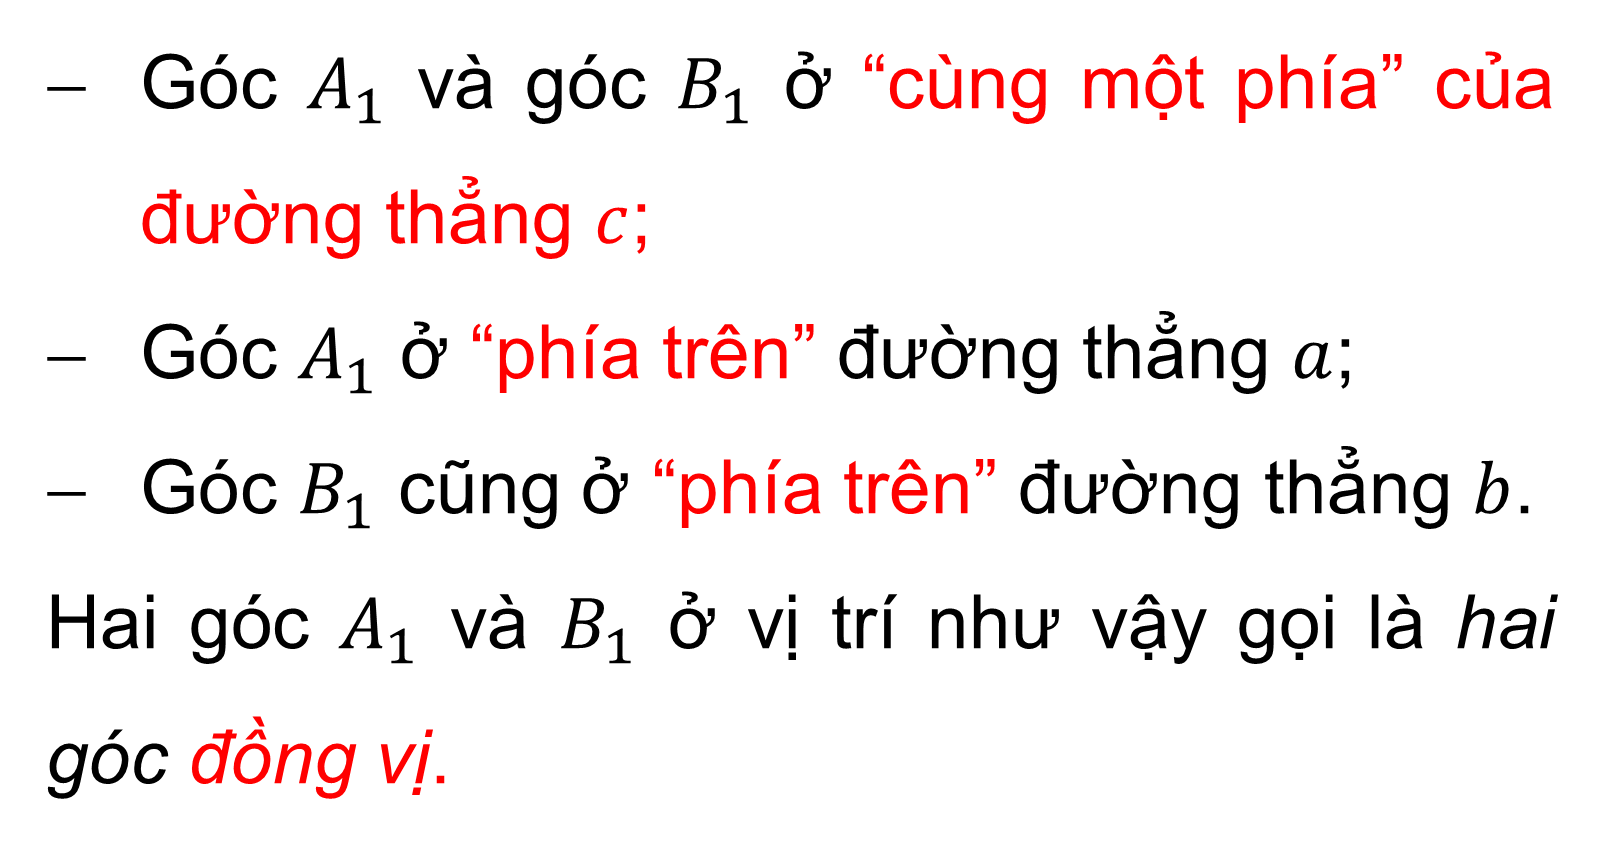 – Góc A₁ và góc B₁ ở “cùng một phía” của
đường thẳng c;
– Góc A₁ ở “phía trên” đường thẳng a;
– Góc B₁ cũng ở “phía trên” đường thẳng b.
Hai góc A₁ và B₁ ở vị trí như vậy gọi là hai
góc đồng vị.